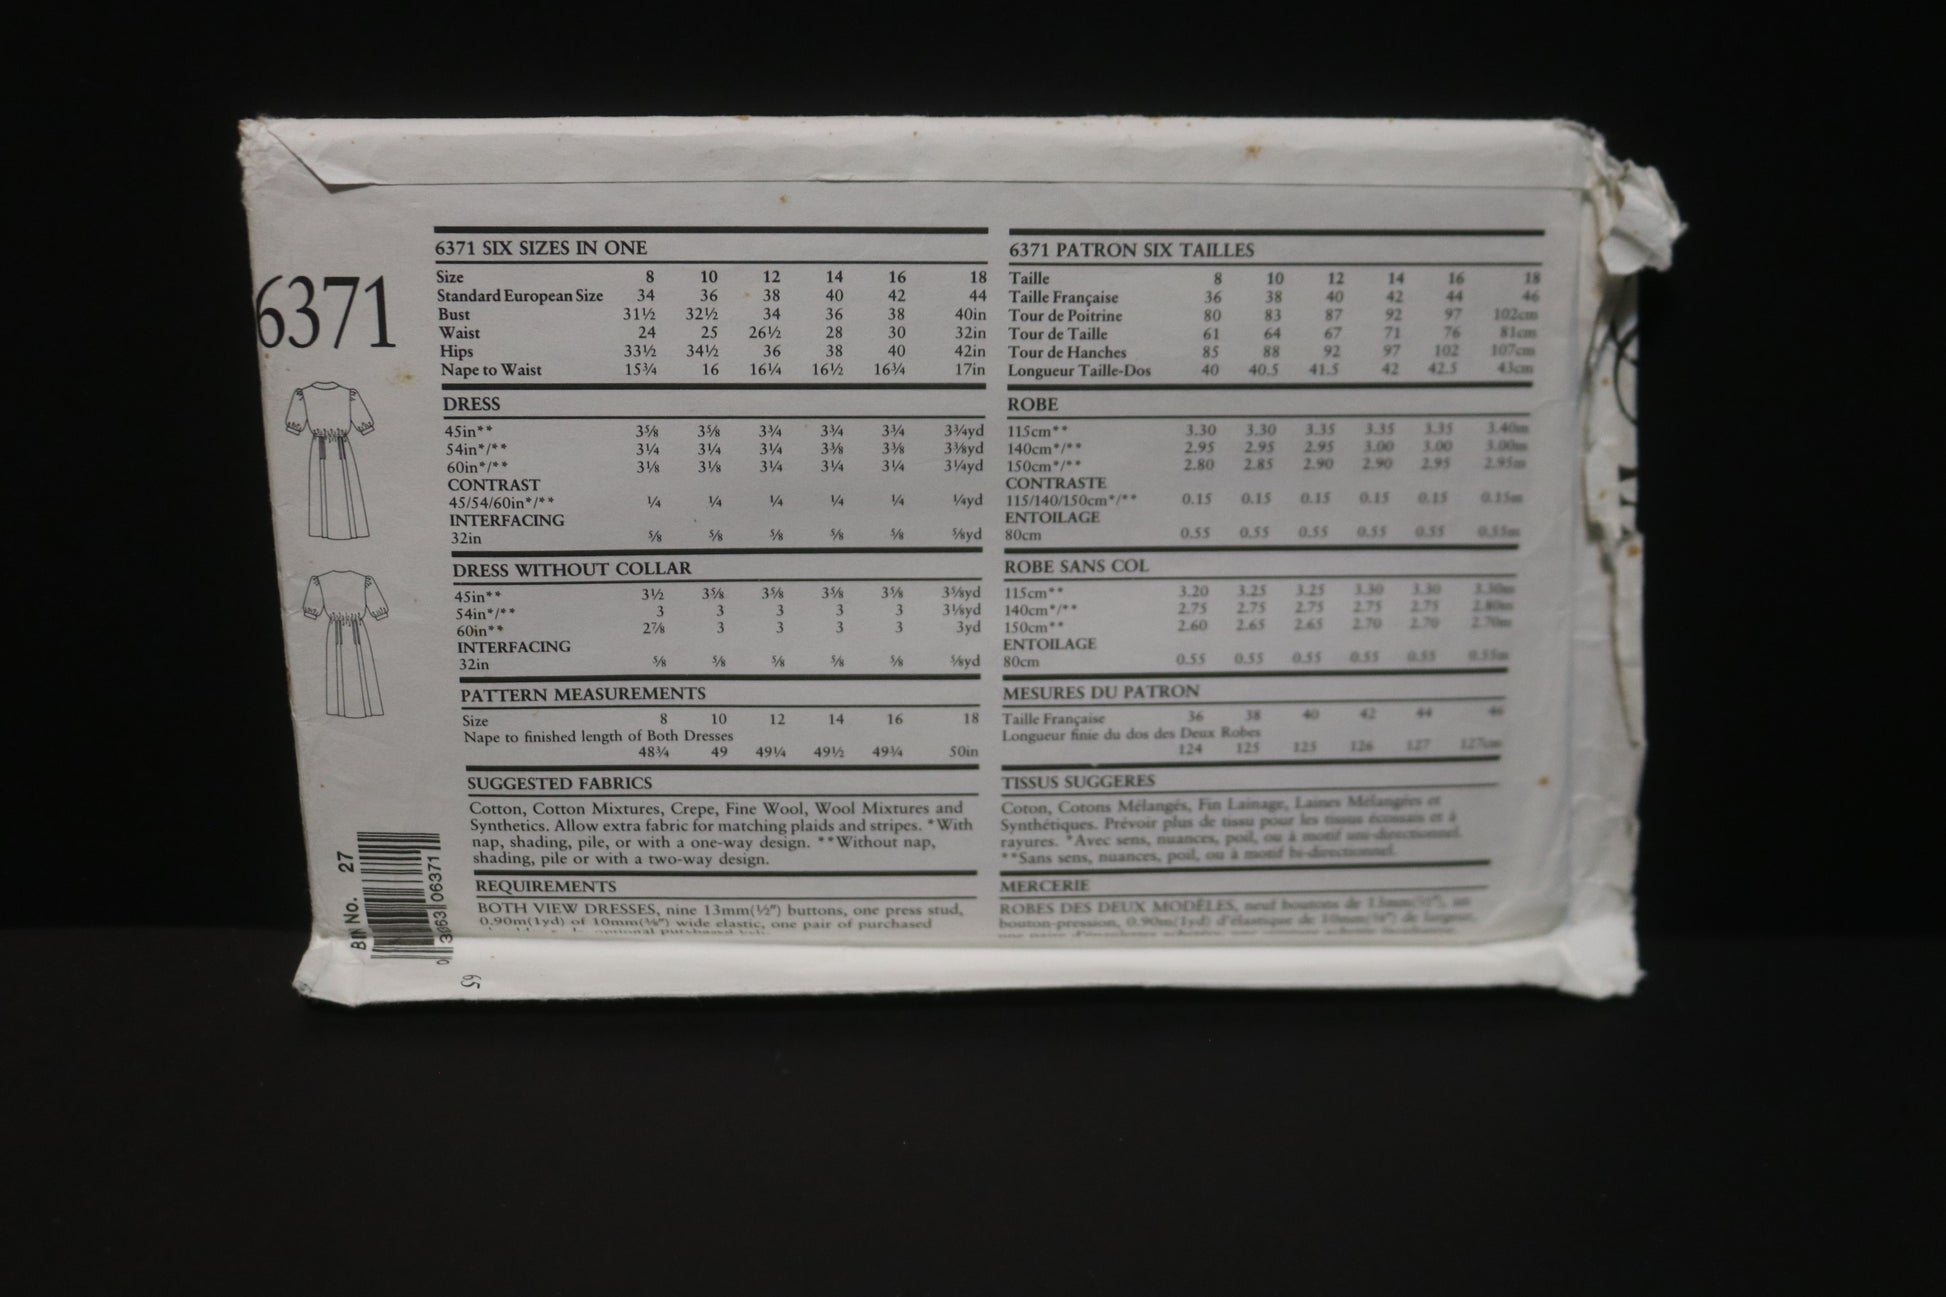 6371
6371 SIX SIZES IN ONE
Size 8 10 12 14 16 18
Standard European Size 34 36 38 40 42 44
Bust 31½ 32½ 34 36 38 40in
Waist 24 25 26½ 28 30 32in
Hips 33½ 34½ 36 38 40 42in
Nape to Waist 15¾ 16 16¼ 16½ 16¾ 17in
DRESS
45in** 3⅝ 3⅝ 3¾ 3¾ 3¾ 3¾yd
54in*/** 3¼ 3¼ 3¼ 3⅜ 3⅜ 3⅜yd
60in*/** 3⅛ 3⅛ 3¼ 3¼ 3¼ 3¼yd
CONTRAST
45/54/60in*/** ¼ ¼ ¼ ¼ ¼ ¼yd
INTERFACING
32in ⅝ ⅝ ⅝ ⅝ ⅝ ⅝yd
DRESS WITHOUT COLLAR
45in** 3½ 3⅝ 3⅝ 3⅝ 3⅝ 3⅝yd
54in*/** 3 3 3 3 3 3⅛yd
60in** 2⅞ 3 3 3 3 3yd
INTERFACING
32in ⅝ ⅝ ⅝ ⅝ ⅝ ⅝yd
PATTERN MEASUREMENTS
Size 8 10 12 14 16 18
Nape to finished length of Both Dresses
48¾ 49 49¼ 49½ 49¾ 50in
SUGGESTED FABRICS
Cotton, Cotton Mixtures, Crepe, Fine Wool, Wool Mixtures and
Synthetics. Allow extra fabric for matching plaids and stripes. *With
nap, shading, pile, or with a one-way design. **Without nap,
shading, pile or with a two-way design.
REQUIREMENTS
BOTH VIEW DRESSES, nine 13mm(½") buttons, one press stud,
0.90m(1yd) of 10mm(⅜") wide elastic, one pair of purchased
6371 PATRON SIX TAILLES
Taille 8 10 12 14 16 18
Taille Française 36 38 40 42 44 46
Tour de Poitrine 80 83 87 92 97 102cm
Tour de Taille 61 64 67 71 76 81cm
Tour de Hanches 85 88 92 97 102 107cm
Longueur Taille-Dos 40 40.5 41.5 42 42.5 43cm
ROBE
115cm** 3.30 3.30 3.35 3.35 3.35 3.40m
140cm*/** 2.95 2.95 2.95 3.00 3.00 3.00m
150cm*/** 2.80 2.85 2.90 2.90 2.95 2.95m
CONTRASTE
115/140/150cm*/** 0.15 0.15 0.15 0.15 0.15 0.15m
ENTOILAGE
80cm 0.55 0.55 0.55 0.55 0.55 0.55m
ROBE SANS COL
115cm** 3.20 3.25 3.25 3.30 3.30 3.30m
140cm*/** 2.75 2.75 2.75 2.75 2.75 2.80m
150cm** 2.60 2.65 2.65 2.70 2.70 2.70m
ENTOILAGE
80cm 0.55 0.55 0.55 0.55 0.55 0.55m
MESURES DU PATRON
Taille Française 36 38 40 42 44 46
Longueur finie du dos des Deux Robes
124 125 125 126 127 127cm
TISSUS SUGGERES
Coton, Cotons Mélangés, Fin Lainage, Laines Mélangées et
Synthétiques. Prévoir plus de tissu pour les tissus écossais et à
rayures. *Avec sens, nuances, poil, ou à motif uni-directionnel.
**Sans sens, nuances, poil, ou à motif bi-directionnel.
MERCERIE
ROBES DES DEUX MODÈLES, neuf boutons de 13mm(½"), un
bouton-pression, 0.90m(1yd) d'élastique de 10mm(⅜") de largeur,
BIN No. 27
0 3063 06371
59